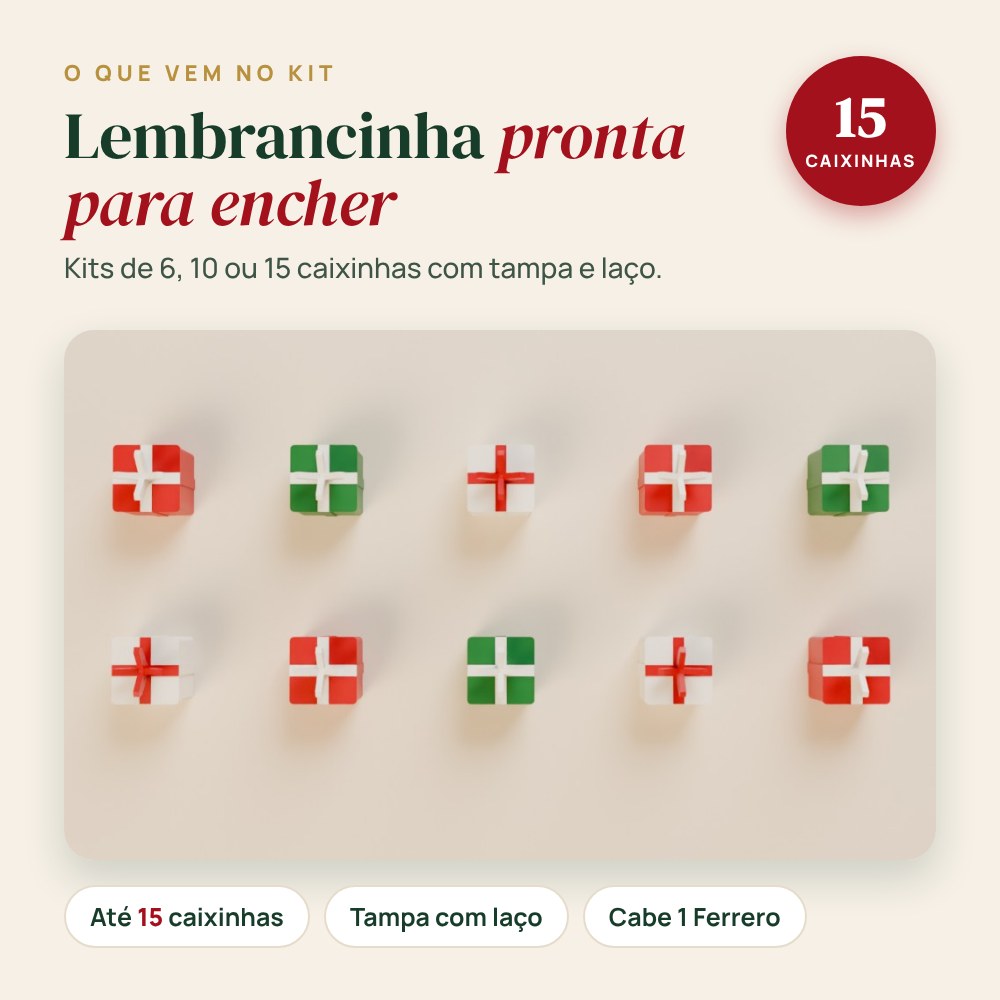 O QUE VEM NO KIT
Lembrancinha pronta
para encher
Kits de 6, 10 ou 15 caixinhas com tampa e laço.
15
CAIXINHAS
Até 15 caixinhas
Tampa com laço
Cabe 1 Ferrero